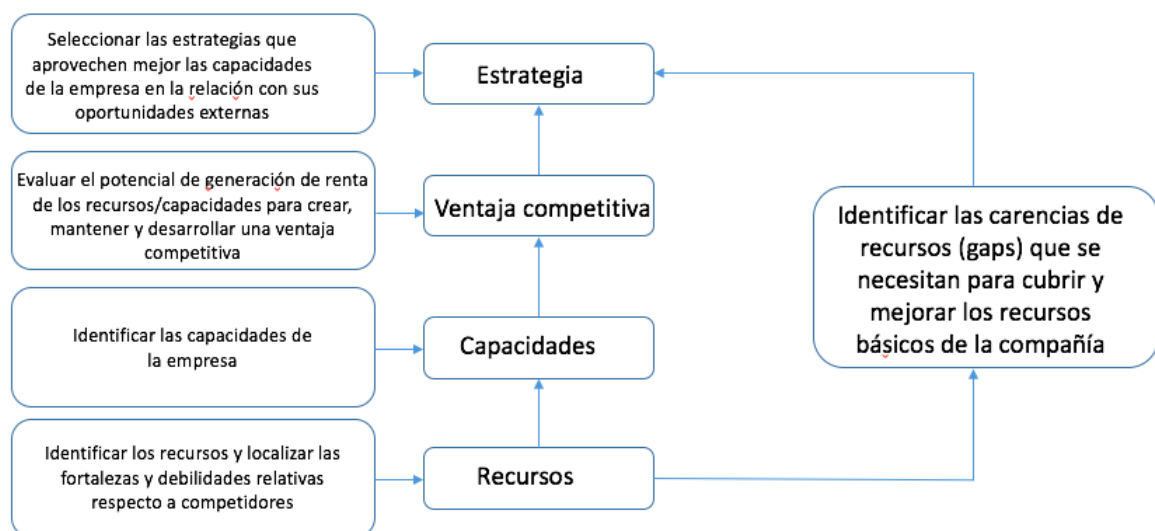 Seleccionar las estrategias que
aprovechen mejor las capacidades
de la empresa en la relación con sus
oportunidades externas
Estrategia
Evaluar el potencial de generación de renta
de los recursos/capacidades para crear,
mantener y desarrollar una ventaja
competitiva
Ventaja competitiva
Identificar las capacidades de
la empresa
Capacidades
Identificar los recursos y localizar las
fortalezas y debilidades relativas
respecto a competidores
Recursos
Identificar las carencias de
recursos (gaps) que se
necesitan para cubrir y
mejorar los recursos
básicos de la compañía